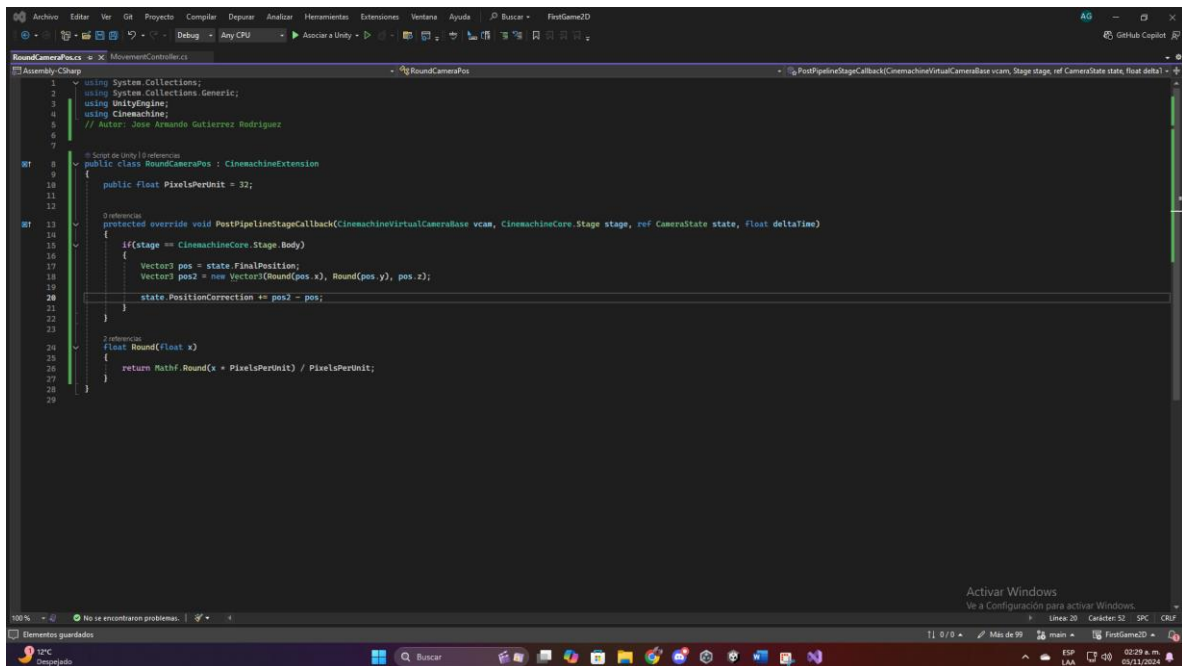 Archivo Editar Ver Git Proyecto Compilar Depurar Analizar Herramientas Extensiones Ventana Ayuda Buscar FirstGame2D AG
Debug Any CPU Asociar a Unity GitHub Copilot
RoundCameraPos.cs MovementController.cs
Assembly-CSharp RoundCameraPos PostPipelineStageCallback(CinemachineVirtualCameraBase vcam, Stage stage, ref CameraState state, float deltaT
1 using System.Collections;
2 using System.Collections.Generic;
3 using UnityEngine;
4 using Cinemachine;
5 // Autor: Jose Armando Gutierrez Rodriguez
6
7
Script de Unity | 0 referencias
8 public class RoundCameraPos : CinemachineExtension
9 {
10 public float PixelsPerUnit = 32;
11
12
0 referencias
13 protected override void PostPipelineStageCallback(CinemachineVirtualCameraBase vcam, CinemachineCore.Stage stage, ref CameraState state, float deltaTime)
14 {
15 if(stage == CinemachineCore.Stage.Body)
16 {
17 Vector3 pos = state.FinalPosition;
18 Vector3 pos2 = new Vector3(Round(pos.x), Round(pos.y), pos.z);
19
20 state.PositionCorrection += pos2 - pos;
21 }
22 }
23
2 referencias
24 float Round(float x)
25 {
26 return Mathf.Round(x * PixelsPerUnit) / PixelsPerUnit;
27 }
28 }
29
Activar Windows
Ve a Configuración para activar Windows.
100 % No se encontraron problemas. Línea: 20 Carácter: 52 SPC CRLF
Elementos guardados 0 / 0 Más de 99 main FirstGame2D
12°C Despejado Buscar ESP LAA 02:29 a. m. 05/11/2024